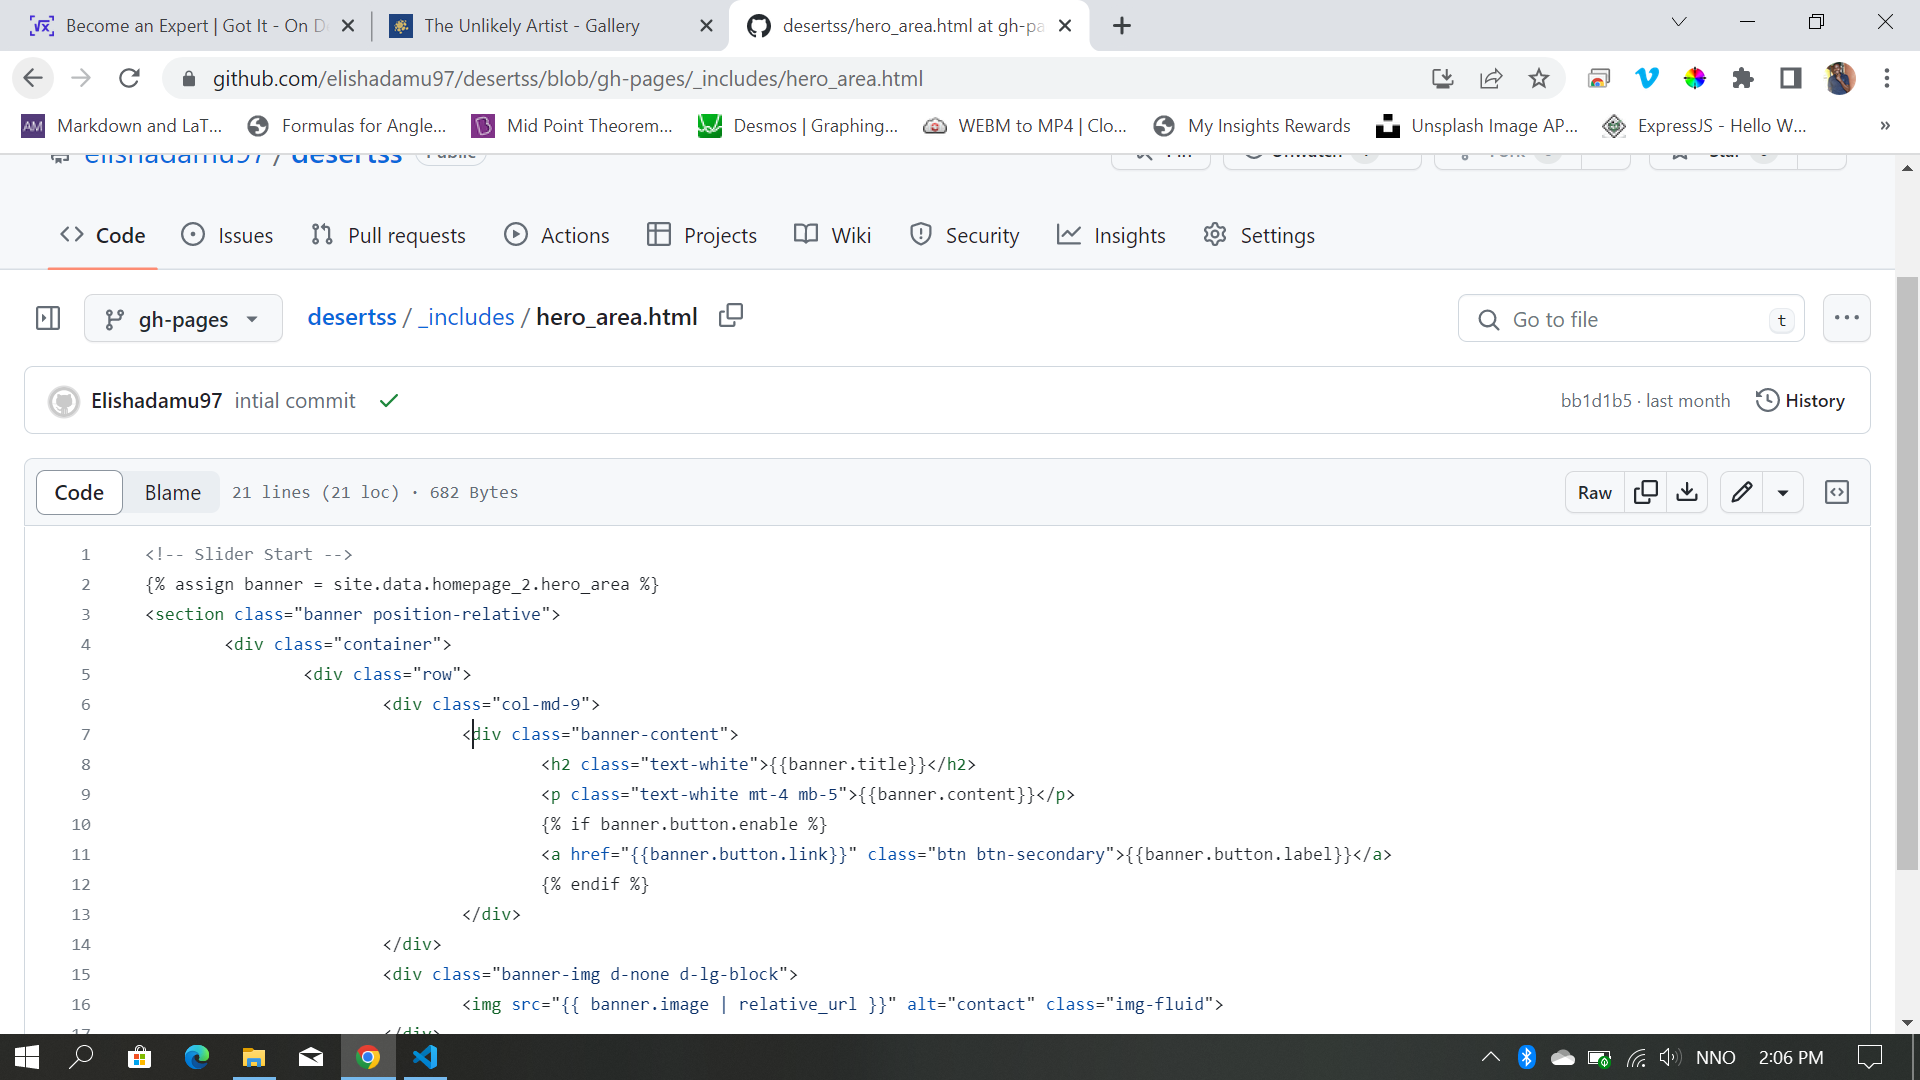 Become an Expert | Got It - On D
The Unlikely Artist - Gallery
desertss/hero_area.html at gh-pa
github.com/elishadamu97/desertss/blob/gh-pages/_includes/hero_area.html
AM Markdown and LaT...
Formulas for Angle...
Mid Point Theorem...
Desmos | Graphing...
WEBM to MP4 | Clo...
My Insights Rewards
Unsplash Image AP...
ExpressJS - Hello W...
»
elishadamu97 / desertss Public
Pin
Unwatch
Fork
Star
Code
Issues
Pull requests
Actions
Projects
Wiki
Security
Insights
Settings
gh-pages
desertss / _includes / hero_area.html
Go to file
t
Elishadamu97 intial commit
bb1d1b5 · last month
History
Code
Blame
21 lines (21 loc) · 682 Bytes
Raw
1 <!-- Slider Start -->
2 {% assign banner = site.data.homepage_2.hero_area %}
3 <section class="banner position-relative">
4 <div class="container">
5 <div class="row">
6 <div class="col-md-9">
7 <div class="banner-content">
8 <h2 class="text-white">{{banner.title}}</h2>
9 <p class="text-white mt-4 mb-5">{{banner.content}}</p>
10 {% if banner.button.enable %}
11 <a href="{{banner.button.link}}" class="btn btn-secondary">{{banner.button.label}}</a>
12 {% endif %}
13 </div>
14 </div>
15 <div class="banner-img d-none d-lg-block">
16 <img src="{{ banner.image | relative_url }}" alt="contact" class="img-fluid">
17 </div>
NNO
2:06 PM